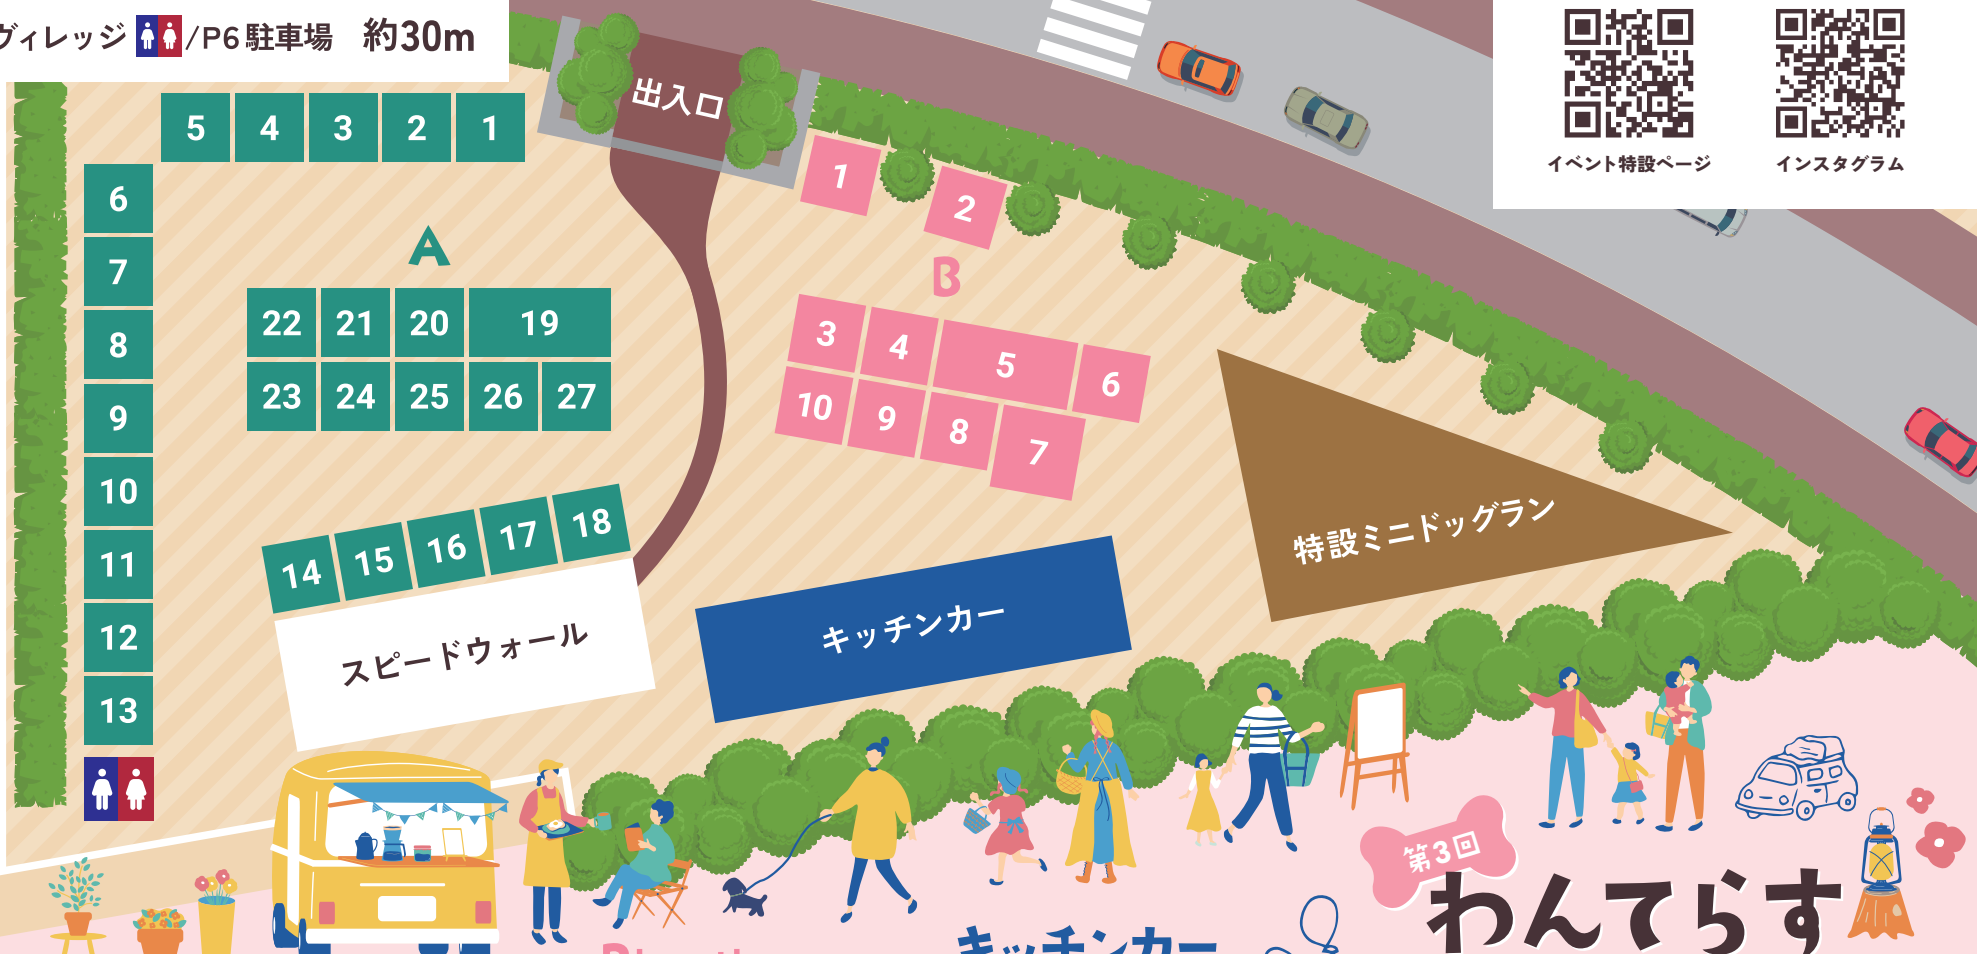 ヴィレッジ /P6 駐車場 約30m
イベント特設ページ
インスタグラム
出入口
5 4 3 2 1
6
7
8
9
10
11
12
13
A
22 21 20 19
23 24 25 26 27
14 15 16 17 18
スピードウォール
1
2
B
3 4 5 6
10 9 8 7
キッチンカー
特設ミニドッグラン
第3回
わんてらす
キッチンカー